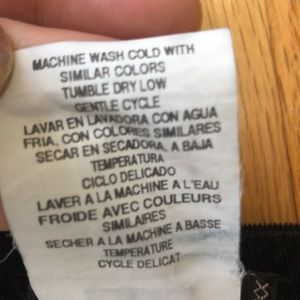 MACHINE WASH COLD WITH
SIMILAR COLORS
TUMBLE DRY LOW
GENTLE CYCLE
LAVAR EN LAVADORA CON AGUA
FRIA, CON COLORES SIMILARES
SECAR EN SECADORA, A BAJA
TEMPERATURA
CICLO DELICADO
LAVER A LA MACHINE A L'EAU
FROIDE AVEC COULEURS
SIMILAIRES
SECHER A LA MACHINE A BASSE
TEMPERATURE
CYCLE DELICAT